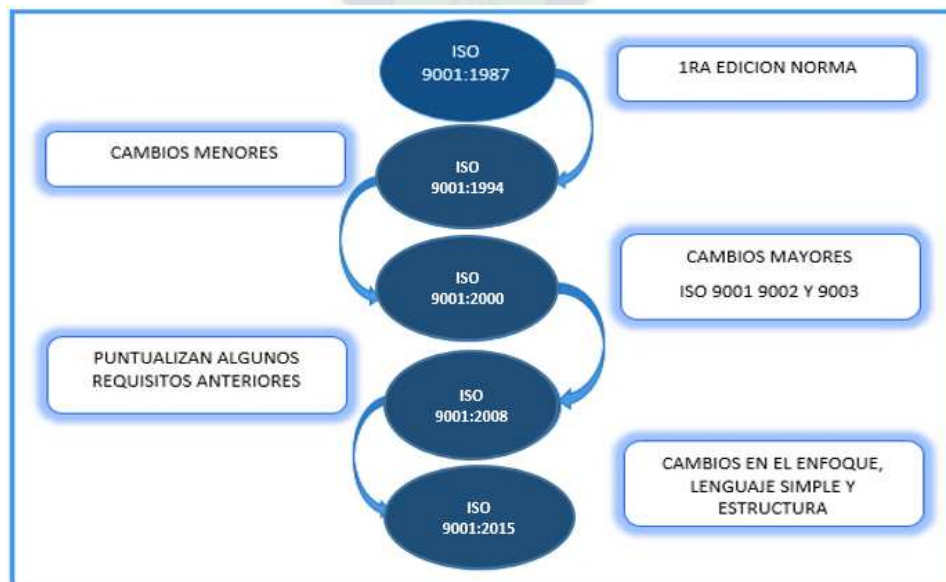 ISO
9001:1987
1RA EDICION NORMA
CAMBIOS MENORES
ISO
9001:1994
ISO
9001:2000
CAMBIOS MAYORES
ISO 9001 9002 Y 9003
PUNTUALIZAN ALGUNOS
REQUISITOS ANTERIORES
ISO
9001:2008
ISO
9001:2015
CAMBIOS EN EL ENFOQUE,
LENGUAJE SIMPLE Y
ESTRUCTURA